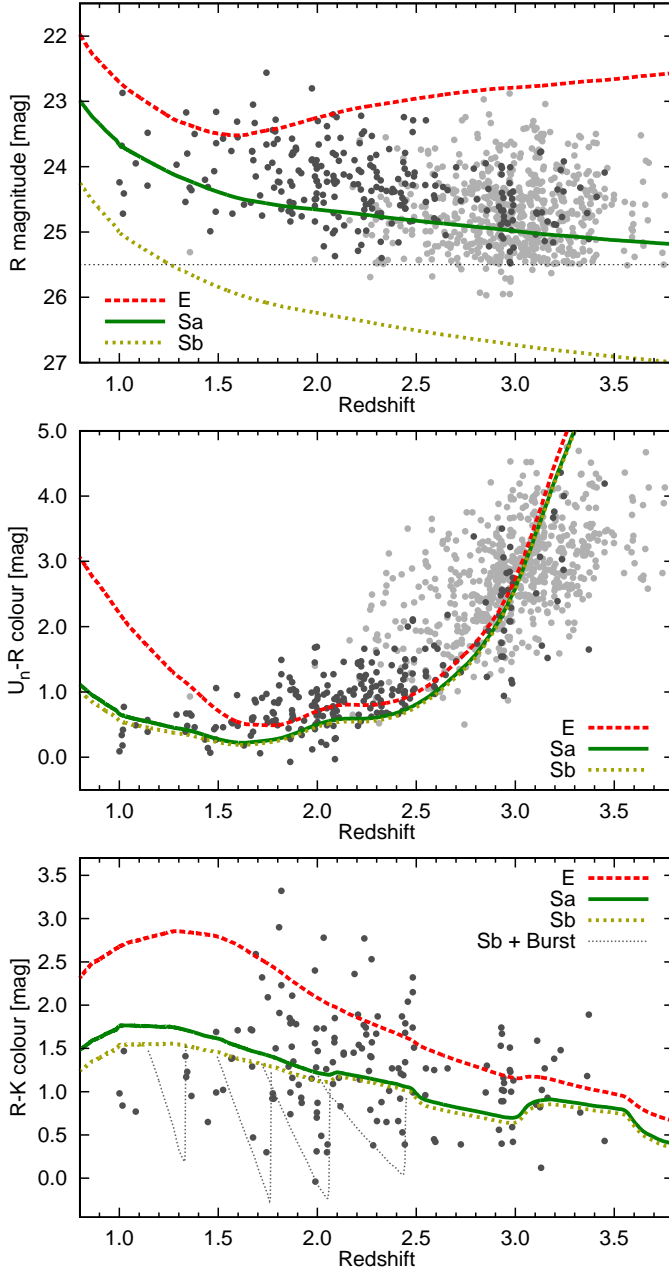 22
23
24
25
26
27
R magnitude [mag]
E
Sa
Sb
1.0 1.5 2.0 2.5 3.0 3.5
Redshift
5.0
4.0
3.0
2.0
1.0
0.0
Uₙ-R colour [mag]
E
Sa
Sb
1.0 1.5 2.0 2.5 3.0 3.5
Redshift
3.5
3.0
2.5
2.0
1.5
1.0
0.5
0.0
R-K colour [mag]
E
Sa
Sb
Sb + Burst
1.0 1.5 2.0 2.5 3.0 3.5
Redshift